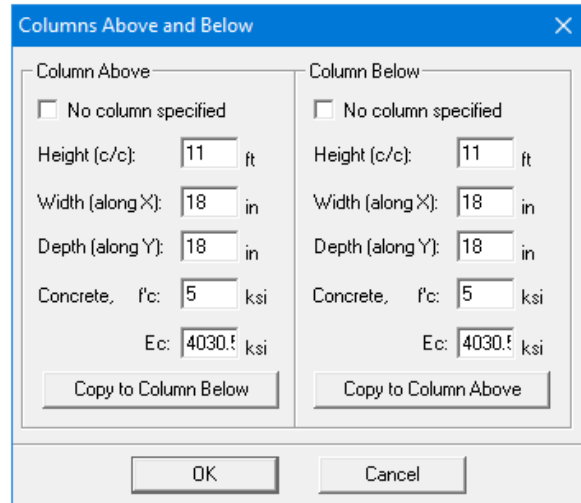 Columns Above and Below
Column Above
No column specified
Height (c/c): 11 ft
Width (along X): 18 in
Depth (along Y): 18 in
Concrete, f'c: 5 ksi
Ec: 4030.5 ksi
Copy to Column Below
Column Below
No column specified
Height (c/c): 11 ft
Width (along X): 18 in
Depth (along Y): 18 in
Concrete, f'c: 5 ksi
Ec: 4030.5 ksi
Copy to Column Above
OK
Cancel